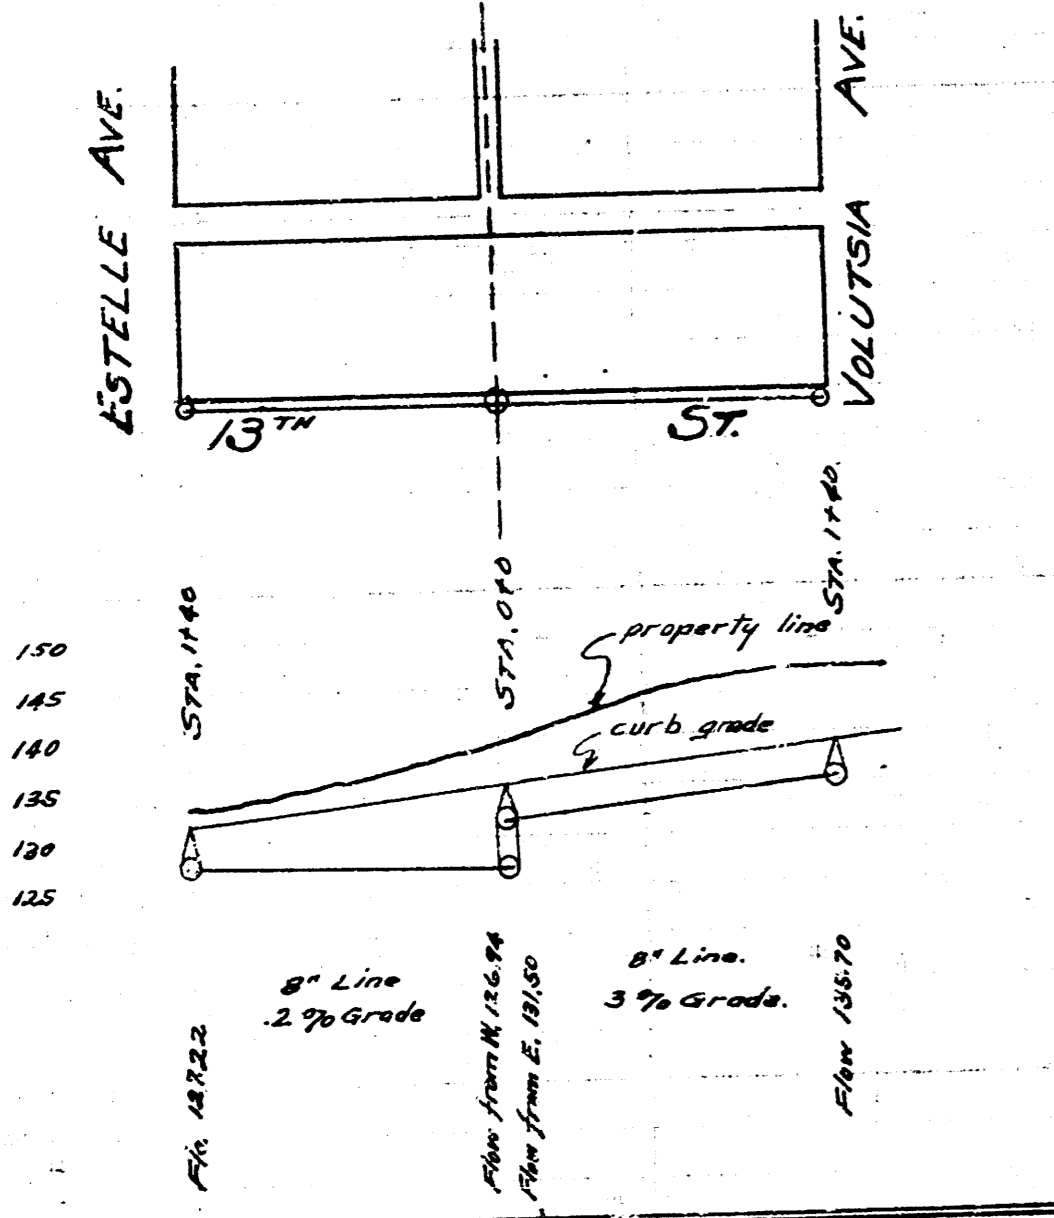 ESTELLE AVE.
VOLUTSIA AVE.
13TH ST.
STA. 1+40
STA. 0+0
STA. 1+40.
property line
curb grade
150
145
140
135
130
125
8" Line
.2 % Grade
8" Line.
3 % Grade.
Flo. 127.22
Flow from W. 126.94
Flow from E. 131.50
Flow 135.70